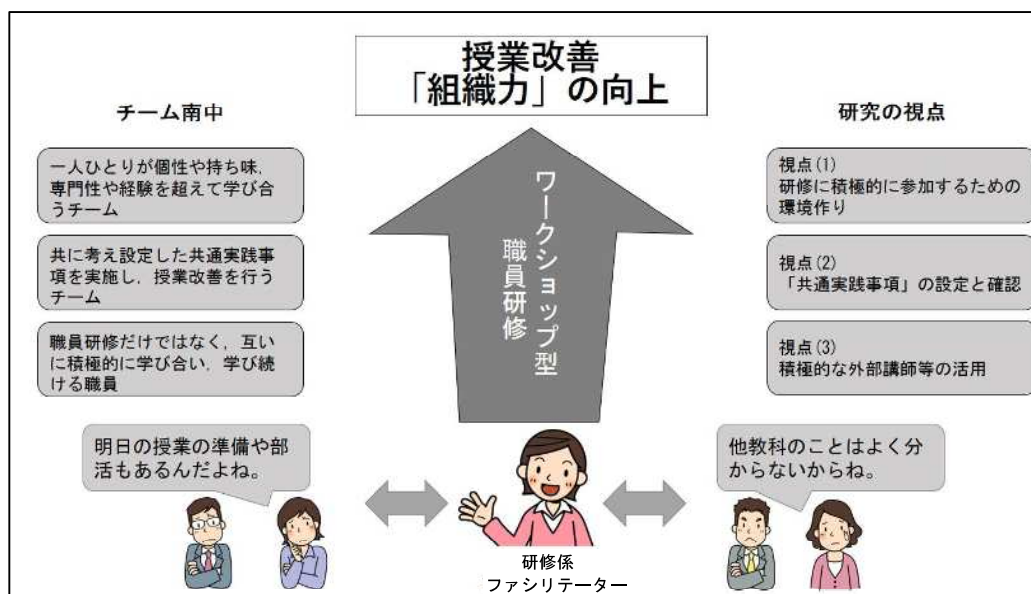 授業改善
「組織力」の向上
チーム南中
一人ひとりが個性や持ち味，
専門性や経験を超えて学び合
うチーム
共に考え設定した共通実践事
項を実施し，授業改善を行う
チーム
職員研修だけではなく，互い
に積極的に学び合い，学び続
ける職員
ワークショップ型
職員研修
研究の視点
視点(1)
研修に積極的に参加するための
環境作り
視点(2)
「共通実践事項」の設定と確認
視点(3)
積極的な外部講師等の活用
明日の授業の準備や部
活もあるんだよね。
他教科のことはよく分
からないからね。
研修係
ファシリテーター